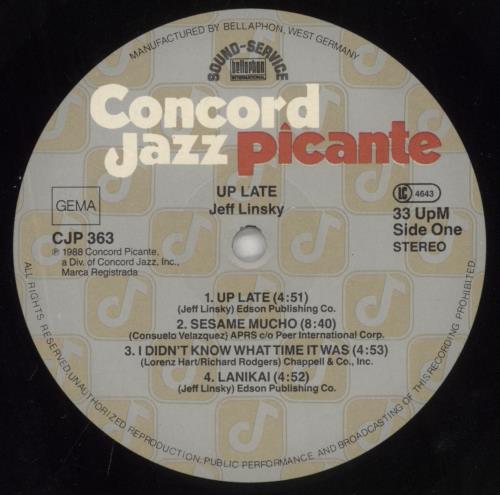 MANUFACTURED BY BELLAPHON, WEST GERMANY
SOUND-SERVICE
bellaphon
INTERNATIONAL
Concord
Jazz picante
UP LATE
Jeff Linsky
GEMA
LC 4643
CJP 363
33 UpM
Side One
STEREO
℗ 1988 Concord Picante,
a Div. of Concord Jazz, Inc.,
Marca Registrada
1. UP LATE (4:51)
(Jeff Linsky) Edson Publishing Co.
2. SESAME MUCHO (8:40)
(Consuelo Velazquez) APRS c/o Peer International Corp.
3. I DIDN'T KNOW WHAT TIME IT WAS (4:53)
(Lorenz Hart/Richard Rodgers) Chappell & Co., Inc.
4. LANIKAI (4:52)
(Jeff Linsky) Edson Publishing Co.
ALL RIGHTS RESERVED. UNAUTHORIZED REPRODUCTION, PUBLIC PERFORMANCE AND BROADCASTING OF THIS RECORDING PROHIBITED.